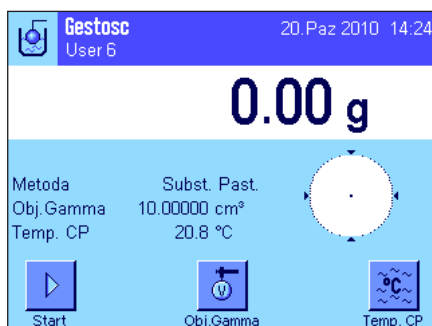 Gestosc 20.Paz 2010 14:24
User 6
0.00 g
Metoda Subst. Past.
Obj.Gamma 10.00000 cm³
Temp. CP 20.8 °C
V °C
Start Obj.Gamma Temp. CP